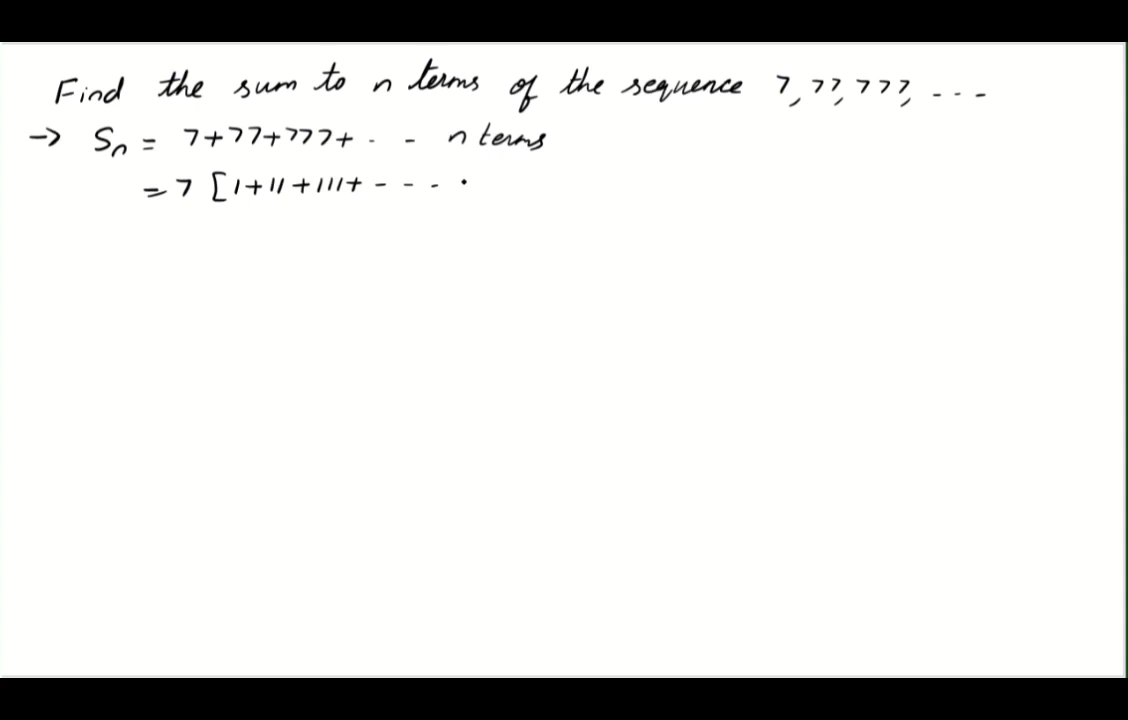 Find the sum to n terms of the sequence 7, 77, 777, ---
→ Sn = 7+77+777+ - - n terms
= 7 [1+11+111+ - - - .